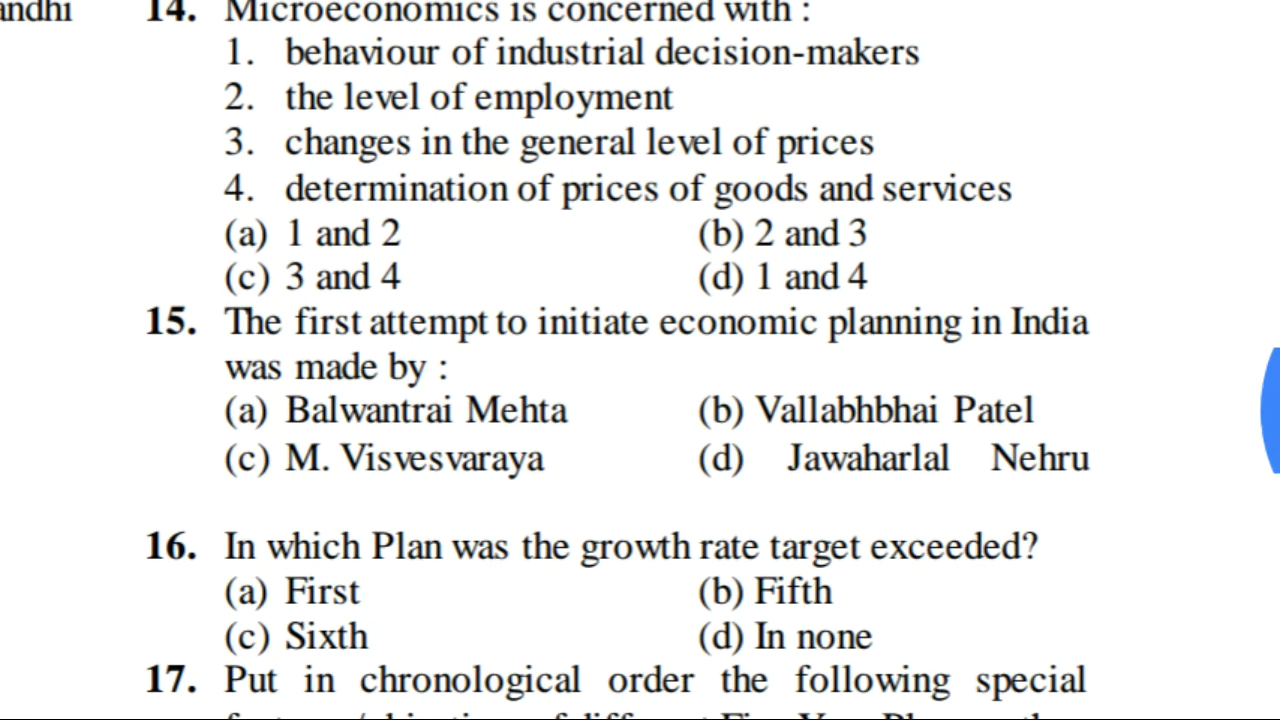 14. Microeconomics is concerned with :
1. behaviour of industrial decision-makers
2. the level of employment
3. changes in the general level of prices
4. determination of prices of goods and services
(a) 1 and 2 (b) 2 and 3
(c) 3 and 4 (d) 1 and 4
15. The first attempt to initiate economic planning in India
was made by :
(a) Balwantrai Mehta (b) Vallabhbhai Patel
(c) M. Visvesvaraya (d) Jawaharlal Nehru
16. In which Plan was the growth rate target exceeded?
(a) First (b) Fifth
(c) Sixth (d) In none
17. Put in chronological order the following special